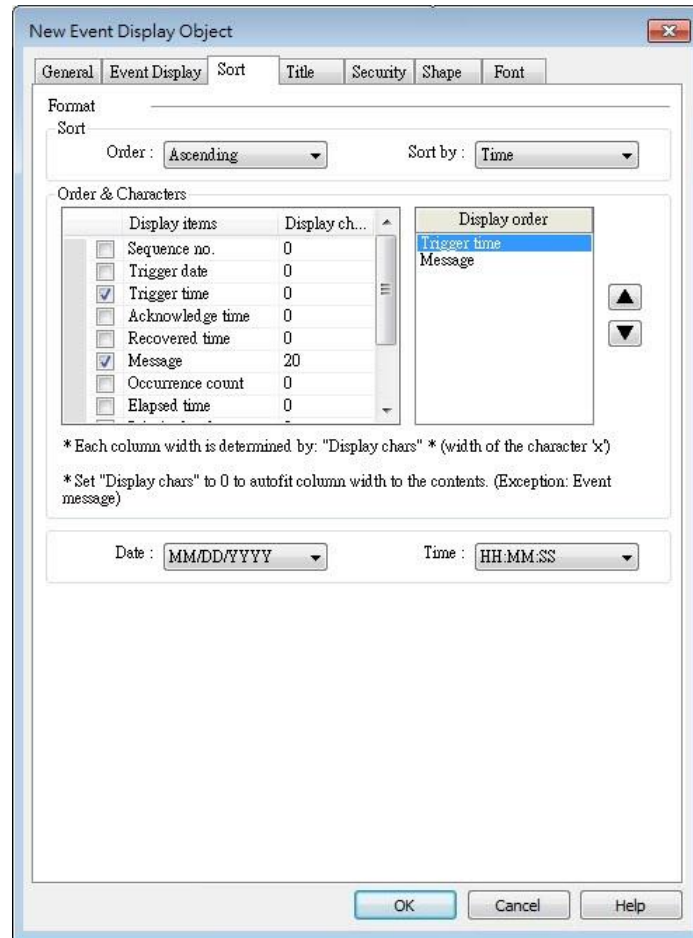 New Event Display Object
General Event Display Sort Title Security Shape Font
Format
Sort
Order : Ascending Sort by : Time
Order & Characters
Display items Display ch... Display order
Sequence no. 0 Trigger time
Trigger date 0 Message
Trigger time 0
Acknowledge time 0
Recovered time 0
Message 20
Occurrence count 0
Elapsed time 0
* Each column width is determined by: "Display chars" * (width of the character 'x')
* Set "Display chars" to 0 to autofit column width to the contents. (Exception: Event
message)
Date : MM/DD/YYYY Time : HH:MM:SS
OK Cancel Help